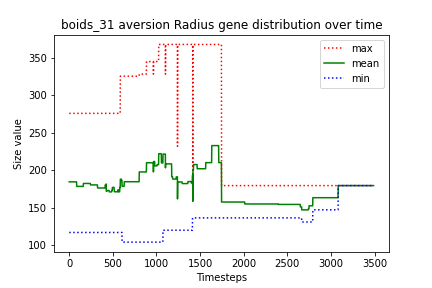 boids_31 aversion Radius gene distribution over time
max
mean
min
350
300
250
200
150
100
Size value
0
500
1000
1500
2000
2500
3000
3500
Timesteps